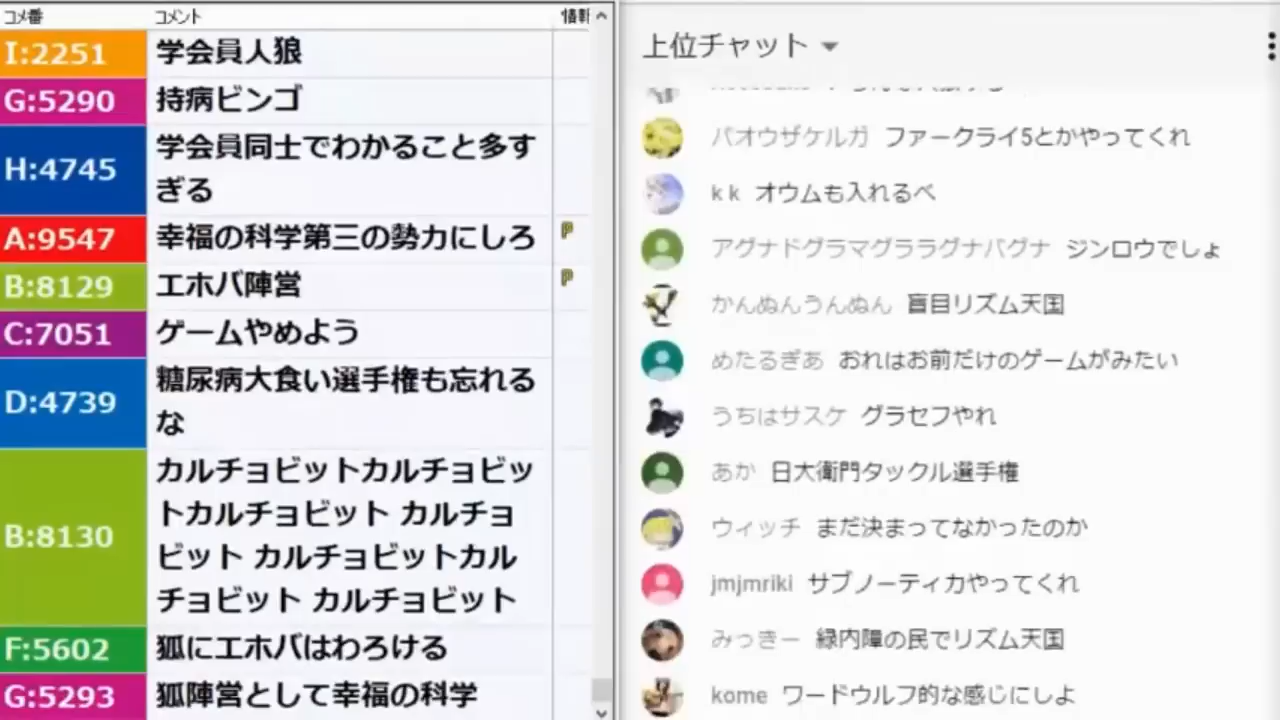 コメ番 コメント 情報
I:2251 学会員人狼
G:5290 持病ビンゴ
H:4745 学会員同士でわかること多す
ぎる
A:9547 幸福の科学第三の勢力にしろ P
B:8129 エホバ陣営 P
C:7051 ゲームやめよう
D:4739 糖尿病大食い選手権も忘れる
な
B:8130 カルチョビットカルチョビッ
トカルチョビット カルチョ
ビット カルチョビットカル
チョビット カルチョビット
F:5602 狐にエホバはわろける
G:5293 狐陣営として幸福の科学
上位チャット
バオウザケルガ ファークライ5とかやってくれ
k k オウムも入れるべ
アグナドグラマグララグナバグナ ジンロウでしょ
かんぬんうんぬん 盲目リズム天国
めたるぎあ おれはお前だけのゲームがみたい
うちはサスケ グラセフやれ
あか 日大衛門タックル選手権
ウィッチ まだ決まってなかったのか
jmjmriki サブノーティカやってくれ
みっきー 緑内障の民でリズム天国
kome ワードウルフ的な感じにしよ